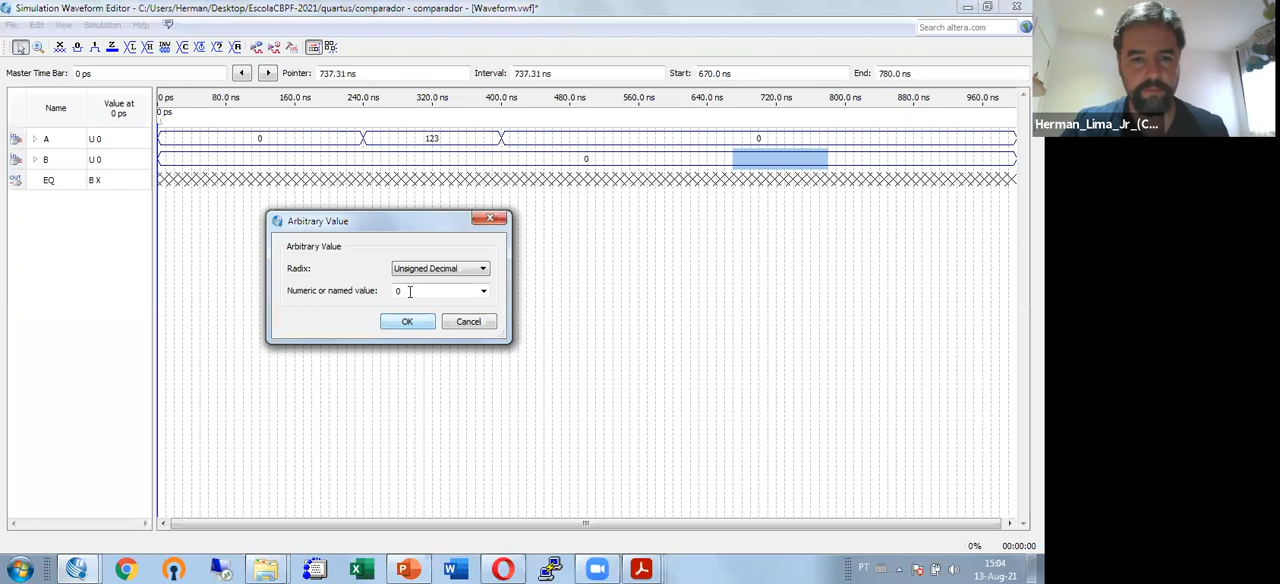 Simulation Waveform Editor - C:/Users/Herman/Desktop/EscolaCBPF-2021/quartus/comparador - comparador - [Waveform.vwf]*
File Edit View Simulation Help
Search altera.com
Master Time Bar: 0 ps Pointer: 737.31 ns Interval: 737.31 ns Start: 670.0 ns End: 780.0 ns
Name Value at 0 ps
0 ps 80.0 ns 160.0 ns 240.0 ns 320.0 ns 400.0 ns 480.0 ns 560.0 ns 640.0 ns 720.0 ns 800.0 ns 880.0 ns 960.0 ns
0 ps
A U 0 0 123 0
B U 0 0
EQ B X
Arbitrary Value
Arbitrary Value
Radix: Unsigned Decimal
Numeric or named value: 0
OK Cancel
0% 00:00:00
PT 15:04
13-Aug-21
Herman_Lima_Jr_(C...